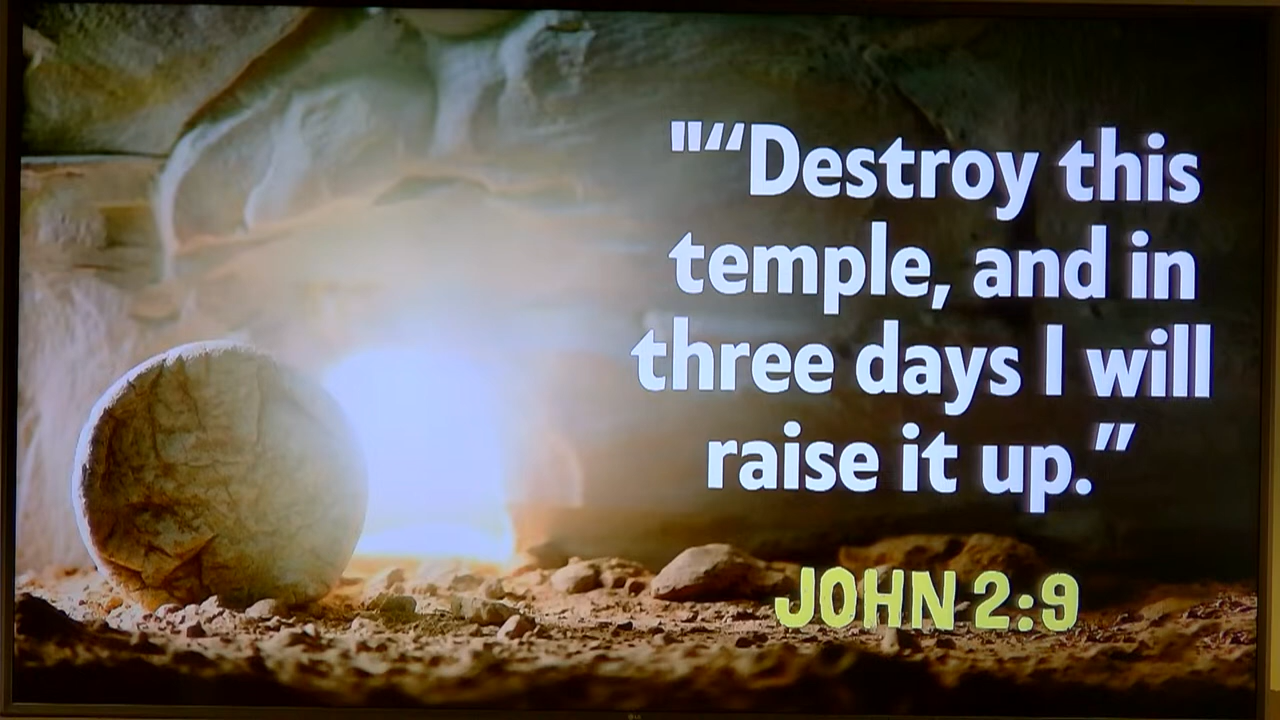 "“Destroy this
temple, and in
three days I will
raise it up.”
JOHN 2:9